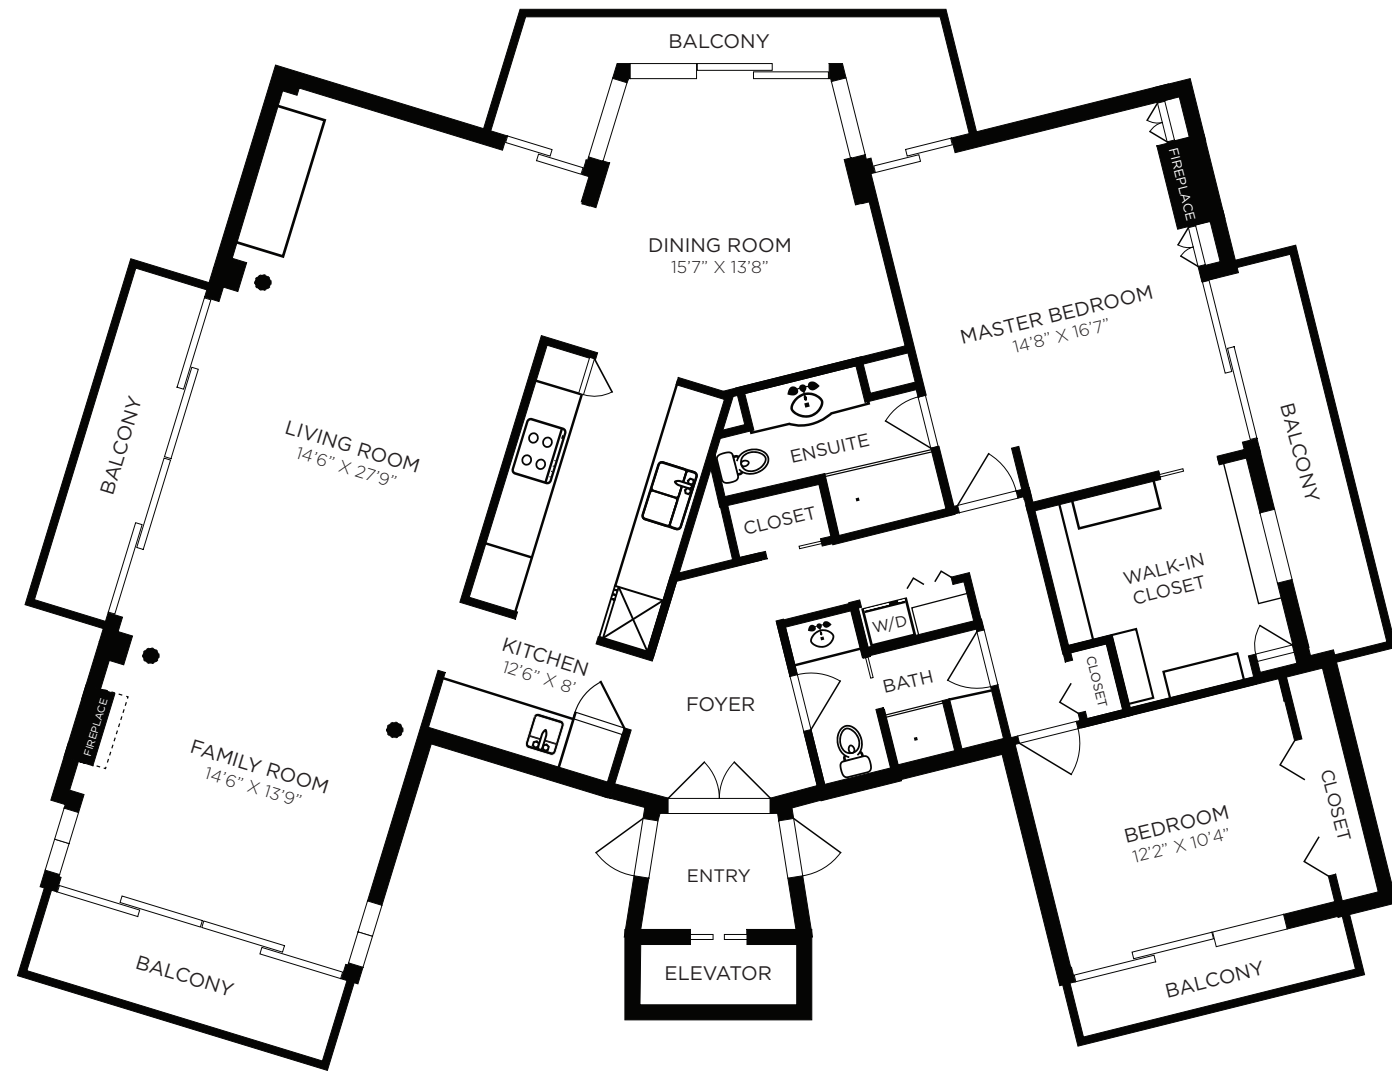 BALCONY
FIREPLACE
DINING ROOM
15'7” X 13'8”
MASTER BEDROOM
14'8” X 16'7”
BALCONY
LIVING ROOM
14'6” X 27'9”
BALCONY
ENSUITE
CLOSET
WALK-IN
CLOSET
W/D
KITCHEN
12'6” X 8'
BATH
CLOSET
FOYER
FIREPLACE
FAMILY ROOM
14'6” X 13'9”
CLOSET
BEDROOM
12'2” X 10'4”
ENTRY
BALCONY
ELEVATOR
BALCONY